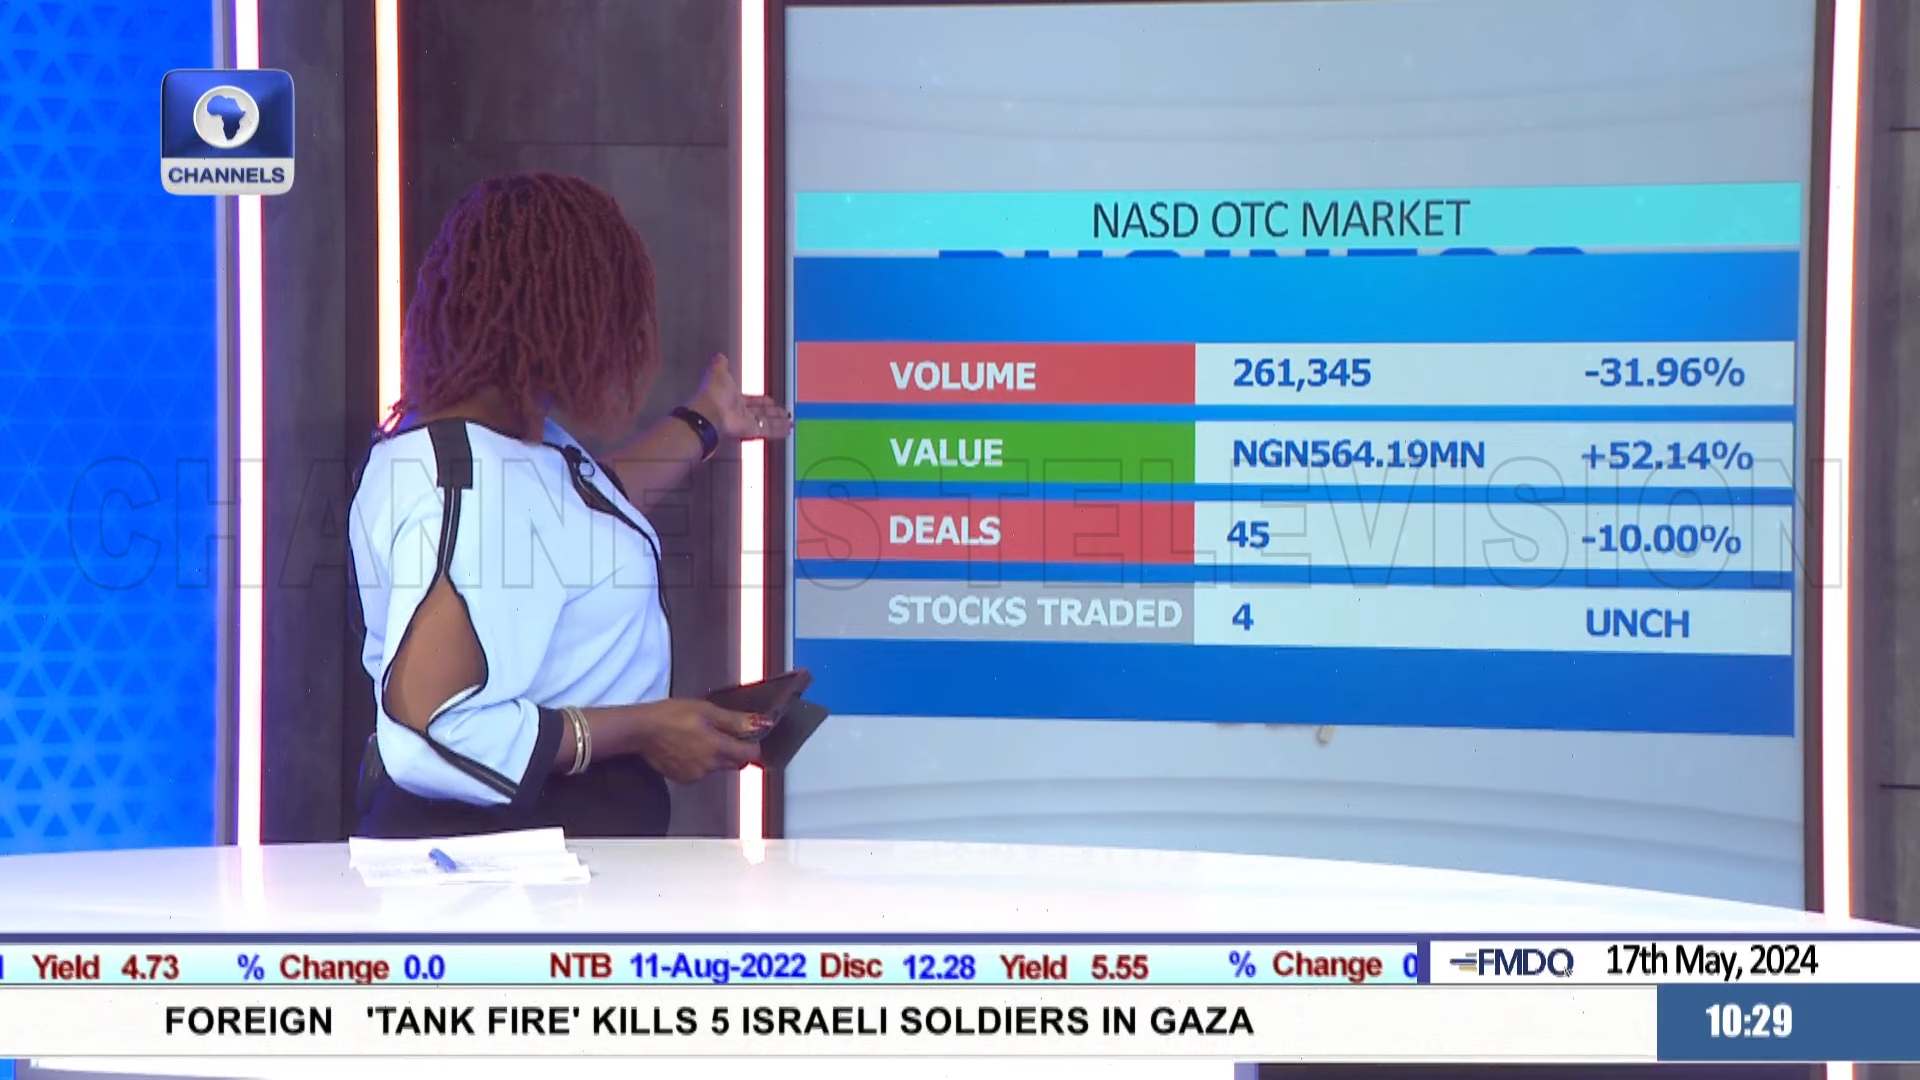 CHANNELS
NASD OTC MARKET
VOLUME 261,345 -31.96%
VALUE NGN564.19MN +52.14%
DEALS 45 -10.00%
STOCKS TRADED 4 UNCH
CHANNELS TELEVISION
Yield 4.73 % Change 0.0 NTB 11-Aug-2022 Disc 12.28 Yield 5.55 % Change 0
FMDQ 17th May, 2024
FOREIGN 'TANK FIRE' KILLS 5 ISRAELI SOLDIERS IN GAZA
10:29